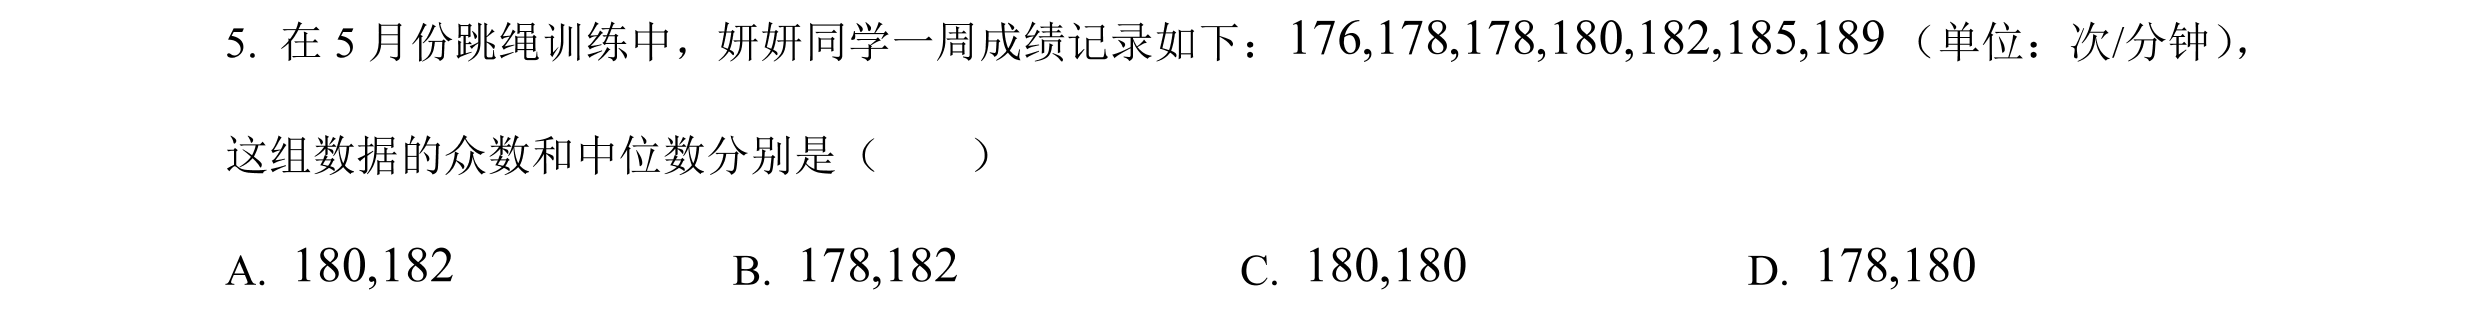 5. 在 5 月份跳绳训练中，妍妍同学一周成绩记录如下：176,178,178,180,182,185,189（单位：次/分钟），
这组数据的众数和中位数分别是（　　）
A. 180,182　　B. 178,182　　C. 180,180　　D. 178,180